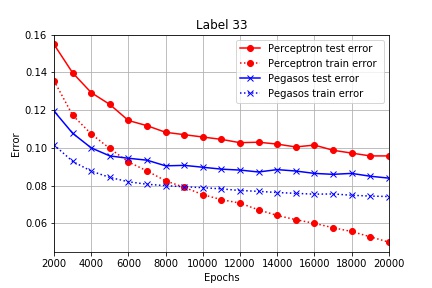 Label 33
Perceptron test error
Perceptron train error
Pegasos test error
Pegasos train error
Error
0.16
0.14
0.12
0.10
0.08
0.06
2000 4000 6000 8000 10000 12000 14000 16000 18000 20000
Epochs